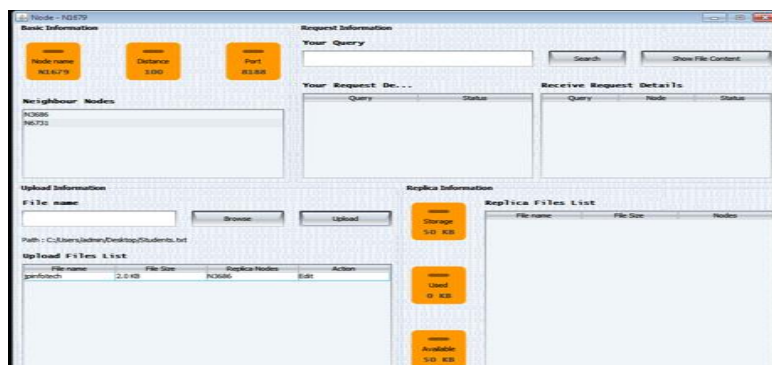 Node - N1679
Basic Information
Node name
N1679
Distance
100
Port
8188
Neighbour Nodes
N3686
N6731
Request Information
Your Query
Search
Show File Content
Your Request De...
Query Status
Receive Request Details
Query Node Status
Upload Information
File name
Browse
Upload
Path : C:/Users/admin/Desktop/Students.txt
Upload Files List
File name File Size Replica Nodes Action
jpinfotech 2.0 KB N3686 Edit
Replica Information
Storage
50 KB
Used
0 KB
Available
50 KB
Replica Files List
File name File Size Nodes